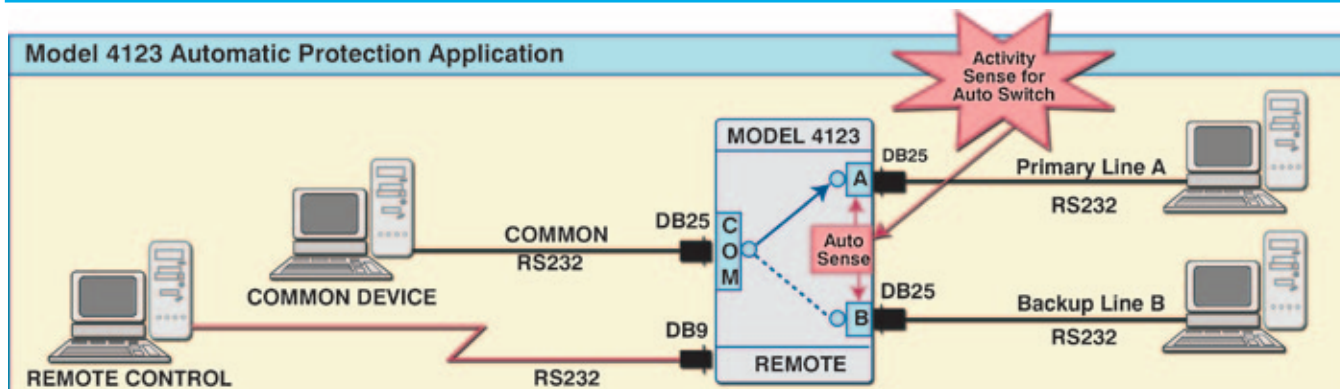 Model 4123 Automatic Protection Application
Activity
Sense for
Auto Switch
MODEL 4123
DB25
A
Primary Line A
RS232
DB25
COM
COMMON
RS232
COMMON DEVICE
Auto
Sense
DB25
B
Backup Line B
RS232
DB9
REMOTE
REMOTE CONTROL
RS232